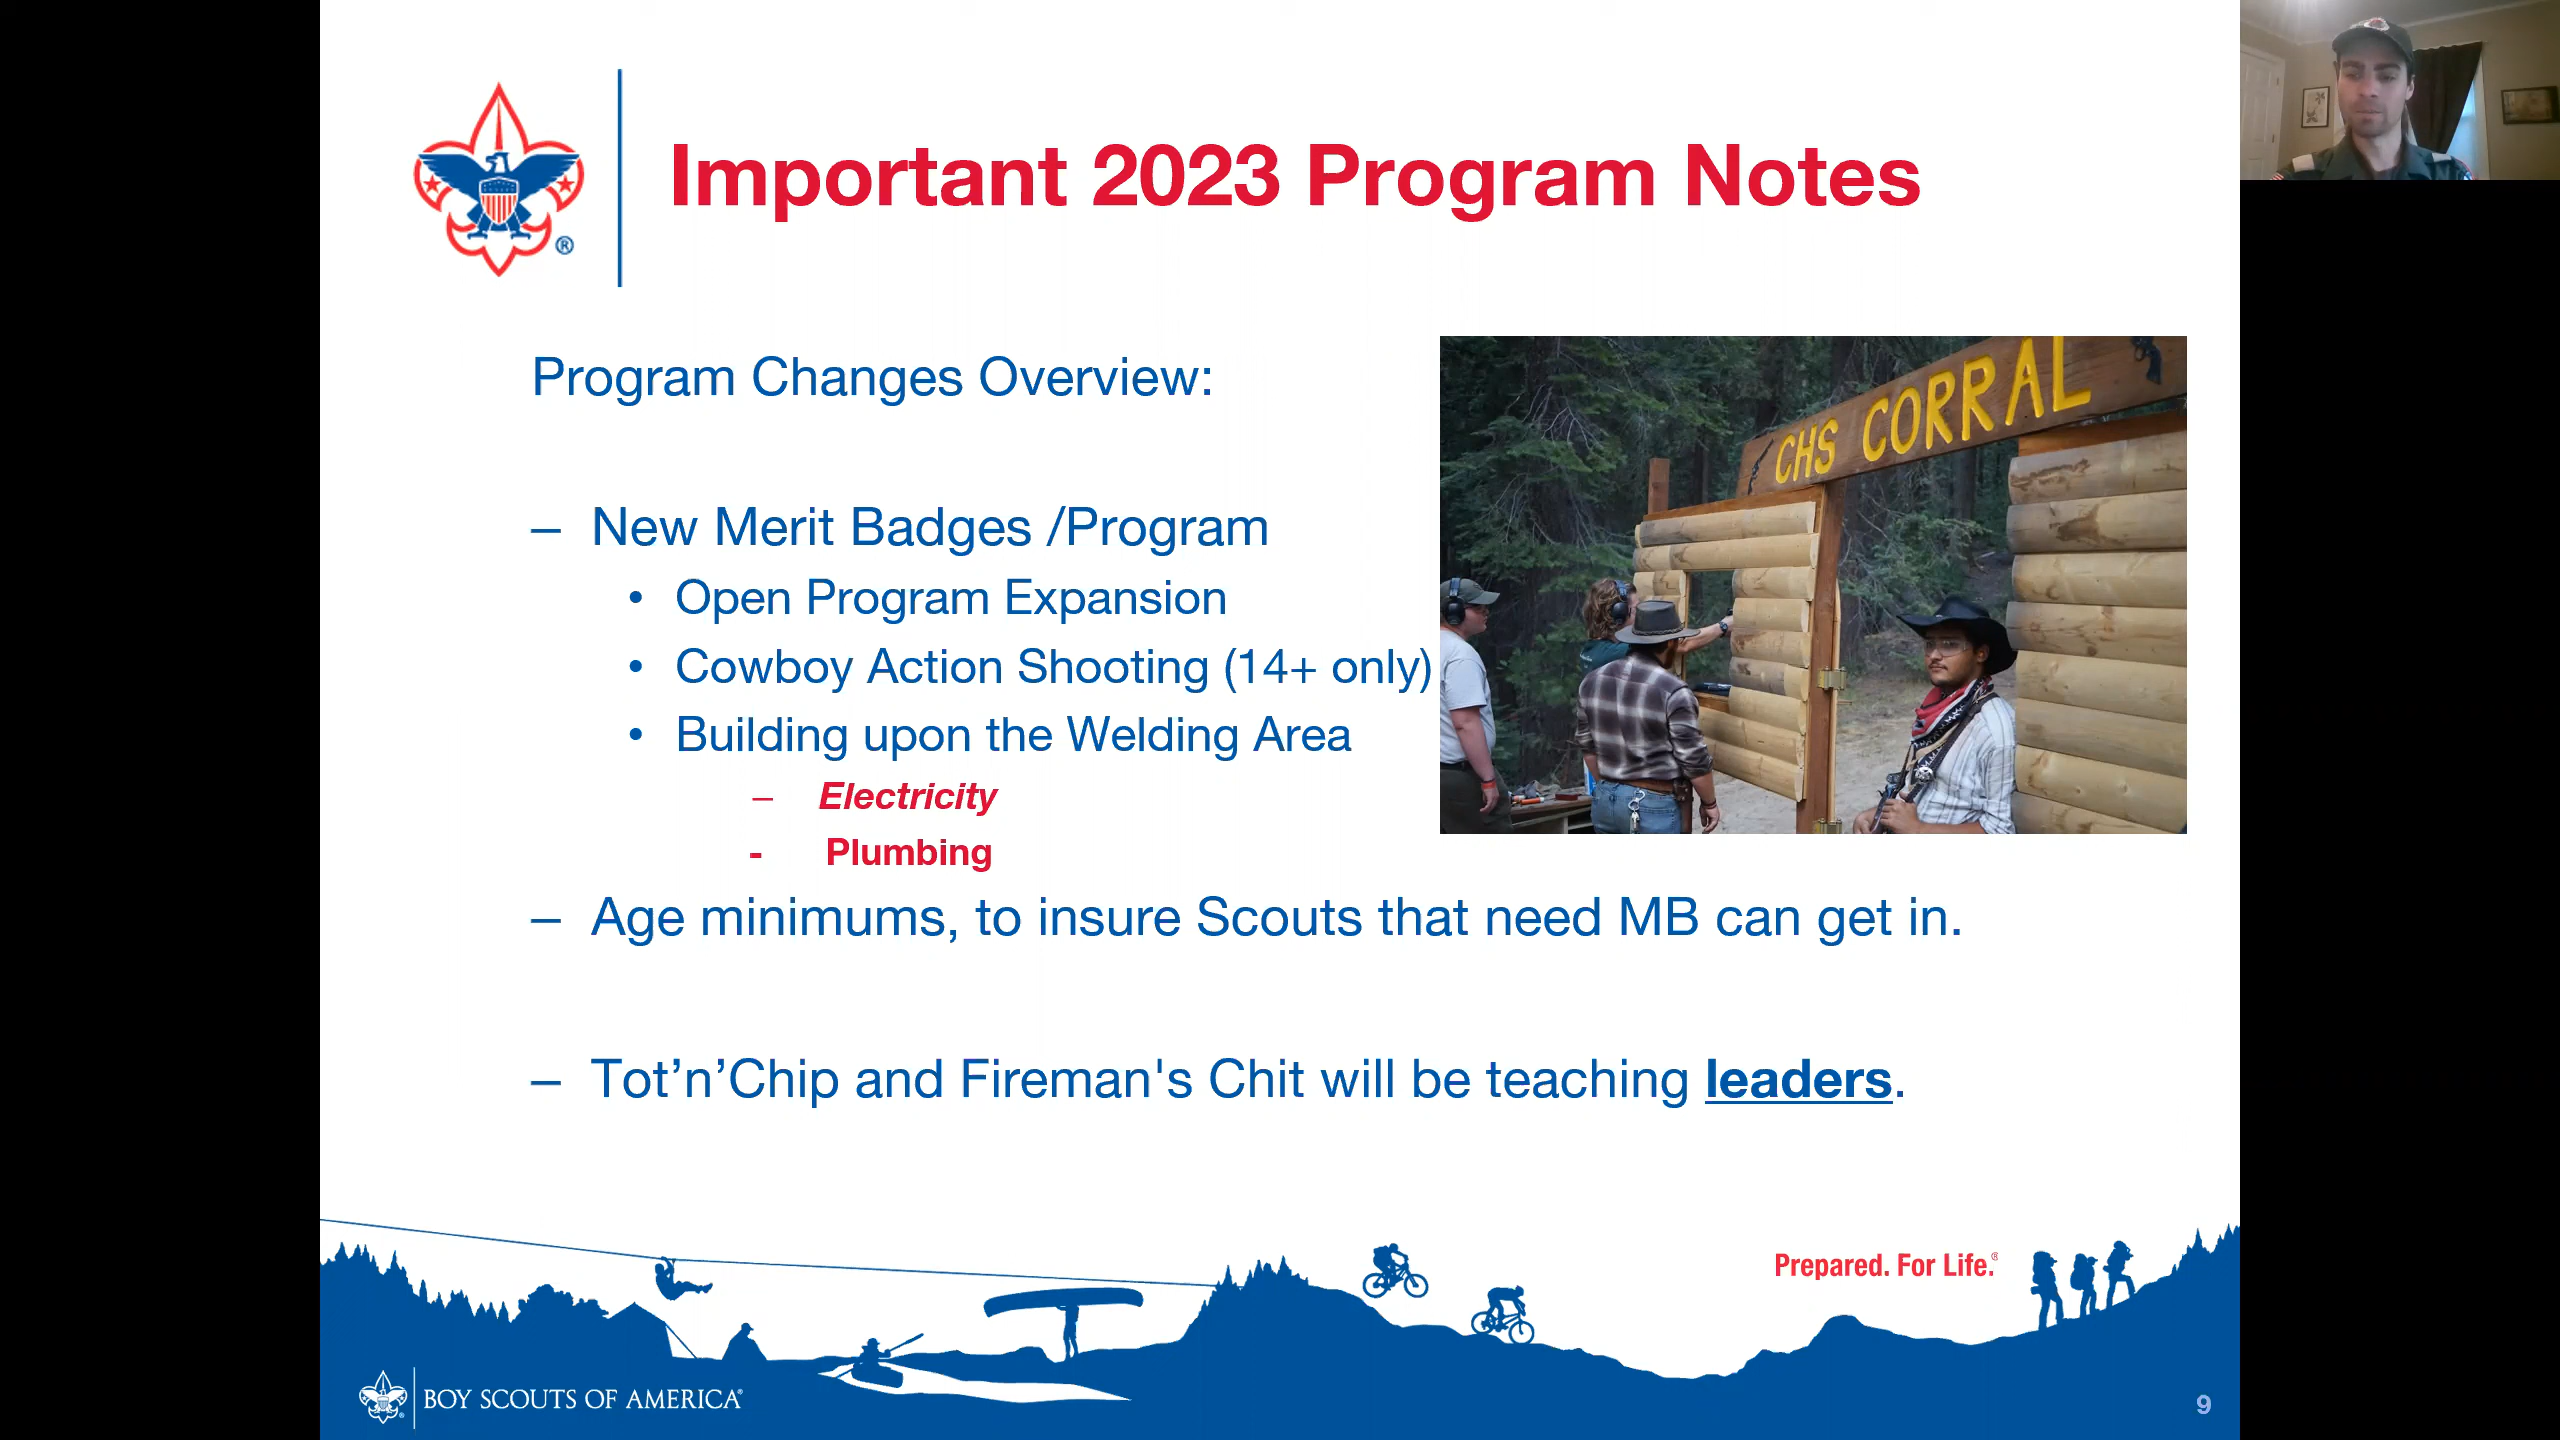 Important 2023 Program Notes
Program Changes Overview:
– New Merit Badges /Program
• Open Program Expansion
• Cowboy Action Shooting (14+ only)
• Building upon the Welding Area
– Electricity
- Plumbing
– Age minimums, to insure Scouts that need MB can get in.
– Tot’n’Chip and Fireman's Chit will be teaching leaders.
CHS CORRAL
Prepared. For Life.®
BOY SCOUTS OF AMERICA®
9